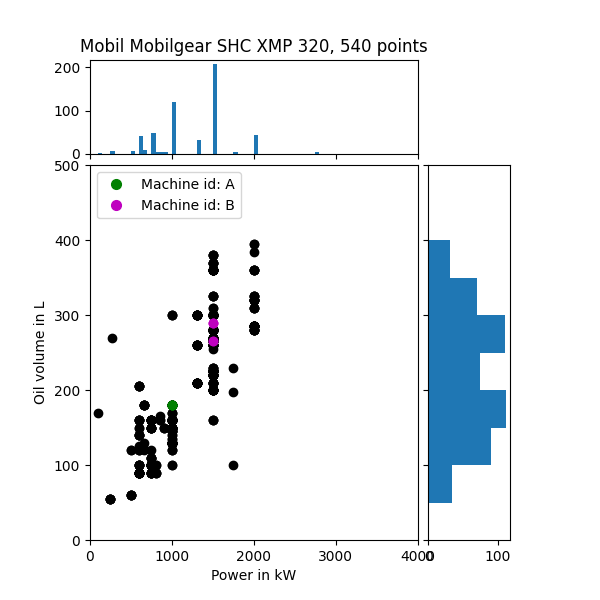 Mobil Mobilgear SHC XMP 320, 540 points
200
100
0
500
400
300
200
100
0
Machine id: A
Machine id: B
Oil volume in L
0 1000 2000 3000 4000
0 100
Power in kW